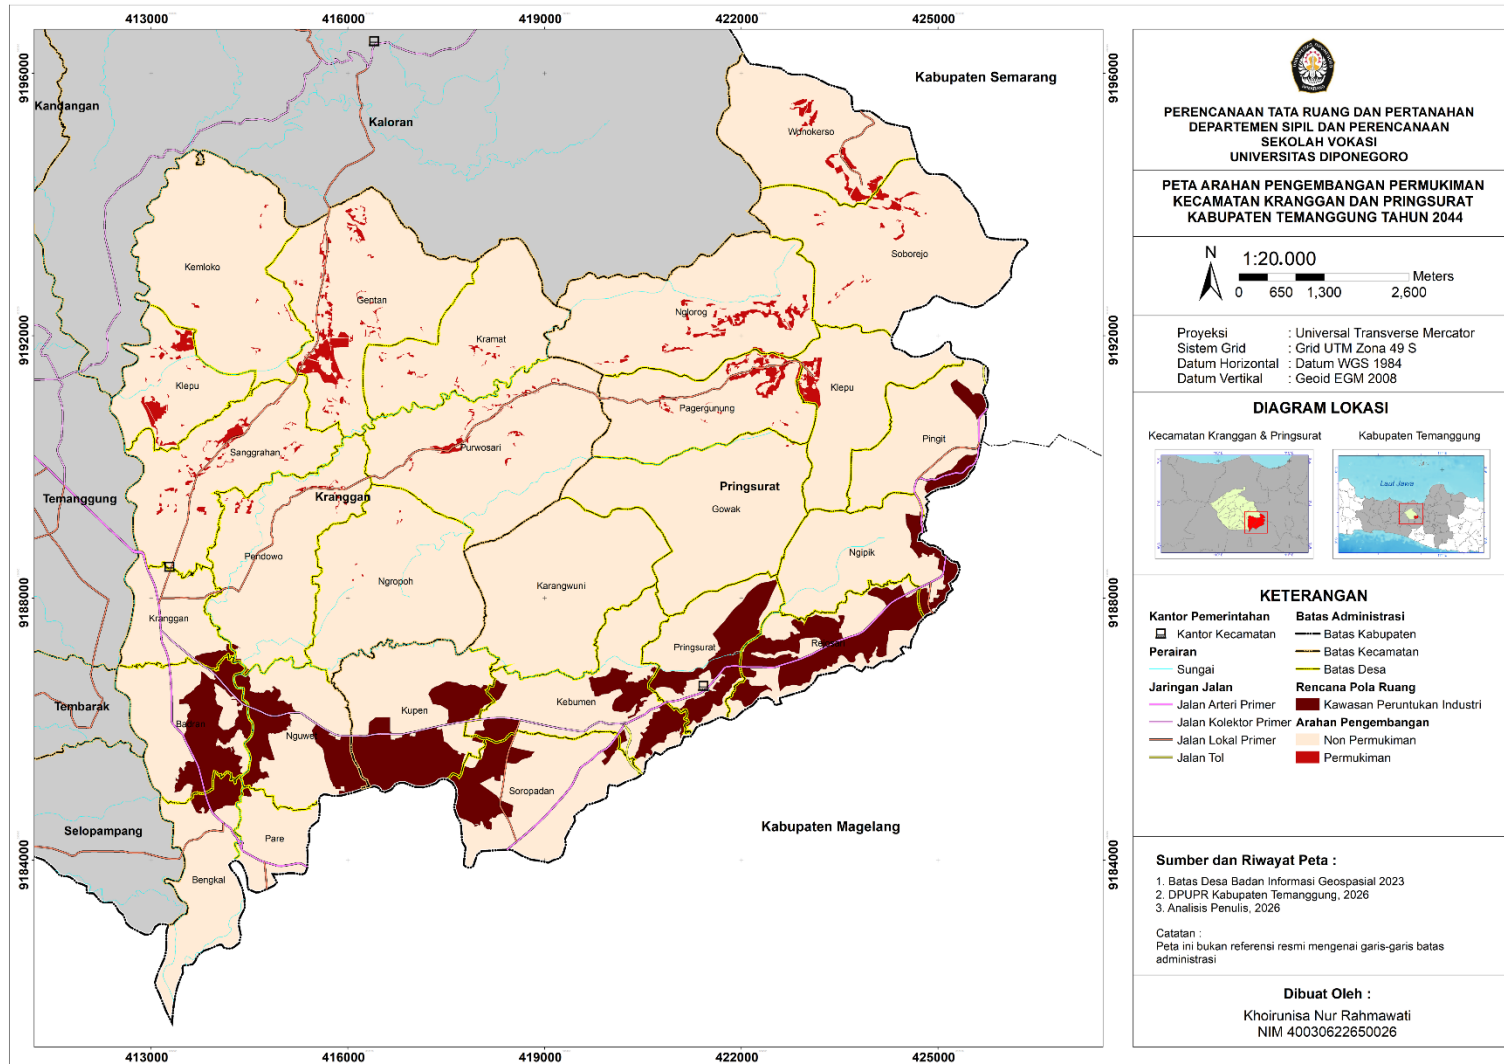 413000
416000
419000
422000
425000
9196000
9192000
9188000
9184000
9196000
9192000
9188000
9184000
413000
416000
419000
422000
425000
Kabupaten Semarang
Kandangan
Kaloran
Wonokerso
Soborejo
Kemloko
Geptan
Nglorog
Kramat
Klepu
Klepu
Pagergunung
Pingit
Sanggrahan
Purwosari
Temanggung
Kranggan
Pringsurat
Gowak
Pendowo
Ngipik
Ngropoh
Karangwuni
Kranggan
Pringsurat
Tembarak
Kupen
Kebumen
Nguwet
Soropadan
Selopampang
Pare
Kabupaten Magelang
Bengkal
PERENCANAAN TATA RUANG DAN PERTANAHAN
DEPARTEMEN SIPIL DAN PERENCANAAN
SEKOLAH VOKASI
UNIVERSITAS DIPONEGORO
PETA ARAHAN PENGEMBANGAN PERMUKIMAN
KECAMATAN KRANGGAN DAN PRINGSURAT
KABUPATEN TEMANGGUNG TAHUN 2044
N
1:20.000
Meters
0 650 1,300 2,600
Proyeksi : Universal Transverse Mercator
Sistem Grid : Grid UTM Zona 49 S
Datum Horizontal : Datum WGS 1984
Datum Vertikal : Geoid EGM 2008
DIAGRAM LOKASI
Kecamatan Kranggan & Pringsurat
Kabupaten Temanggung
Laut Jawa
KETERANGAN
Kantor Pemerintahan
Kantor Kecamatan
Perairan
Sungai
Jaringan Jalan
Jalan Arteri Primer
Jalan Kolektor Primer
Jalan Lokal Primer
Jalan Tol
Batas Administrasi
Batas Kabupaten
Batas Kecamatan
Batas Desa
Rencana Pola Ruang
Kawasan Peruntukan Industri
Arahan Pengembangan
Non Permukiman
Permukiman
Sumber dan Riwayat Peta :
1. Batas Desa Badan Informasi Geospasial 2023
2. DPUPR Kabupaten Temanggung, 2026
3. Analisis Penulis, 2026
Catatan :
Peta ini bukan referensi resmi mengenai garis-garis batas
administrasi
Dibuat Oleh :
Khoirunisa Nur Rahmawati
NIM 40030622650026